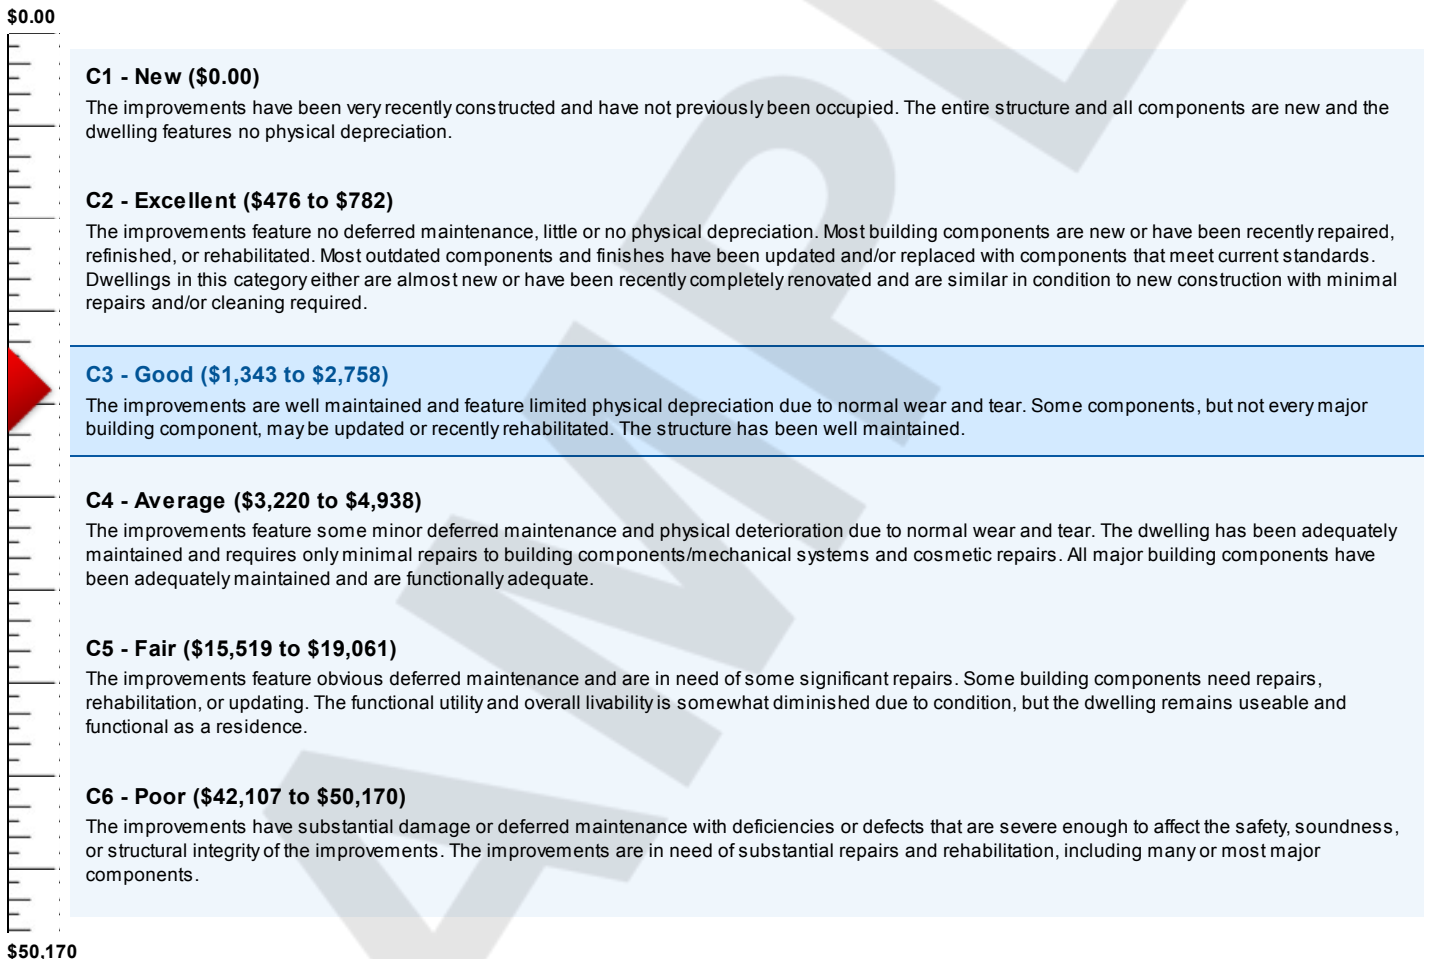 $0.00
C1 - New ($0.00)
The improvements have been very recently constructed and have not previously been occupied. The entire structure and all components are new and the
dwelling features no physical depreciation.
C2 - Excellent ($476 to $782)
The improvements feature no deferred maintenance, little or no physical depreciation. Most building components are new or have been recently repaired,
refinished, or rehabilitated. Most outdated components and finishes have been updated and/or replaced with components that meet current standards.
Dwellings in this category either are almost new or have been recently completely renovated and are similar in condition to new construction with minimal
repairs and/or cleaning required.
C3 - Good ($1,343 to $2,758)
The improvements are well maintained and feature limited physical depreciation due to normal wear and tear. Some components, but not every major
building component, may be updated or recently rehabilitated. The structure has been well maintained.
C4 - Average ($3,220 to $4,938)
The improvements feature some minor deferred maintenance and physical deterioration due to normal wear and tear. The dwelling has been adequately
maintained and requires only minimal repairs to building components/mechanical systems and cosmetic repairs. All major building components have
been adequately maintained and are functionally adequate.
C5 - Fair ($15,519 to $19,061)
The improvements feature obvious deferred maintenance and are in need of some significant repairs. Some building components need repairs,
rehabilitation, or updating. The functional utility and overall livability is somewhat diminished due to condition, but the dwelling remains useable and
functional as a residence.
C6 - Poor ($42,107 to $50,170)
The improvements have substantial damage or deferred maintenance with deficiencies or defects that are severe enough to affect the safety, soundness,
or structural integrity of the improvements. The improvements are in need of substantial repairs and rehabilitation, including many or most major
components.
$50,170
AMPL